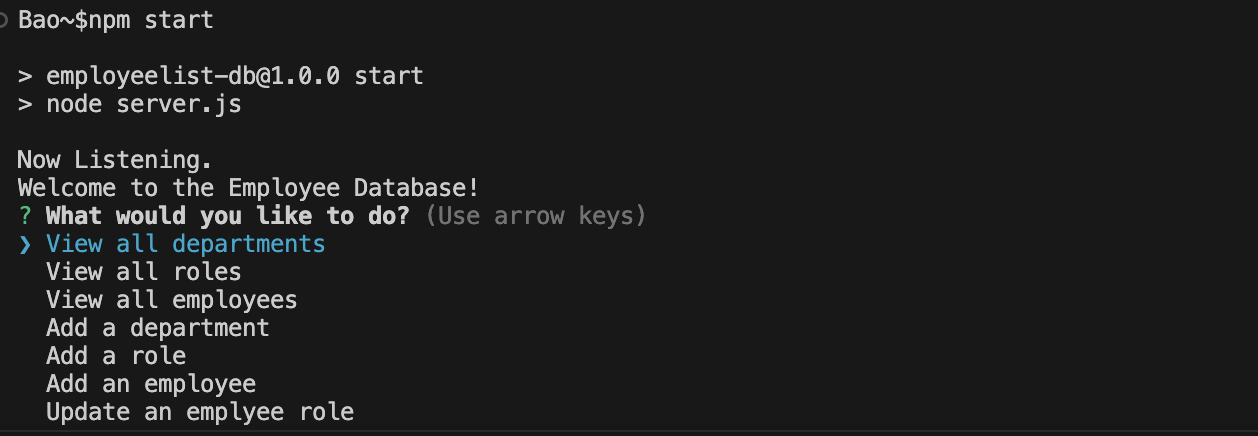 Bao~$npm start
> employeelist-db@1.0.0 start
> node server.js
Now Listening.
Welcome to the Employee Database!
? What would you like to do? (Use arrow keys)
❯ View all departments
View all roles
View all employees
Add a department
Add a role
Add an employee
Update an emplyee role